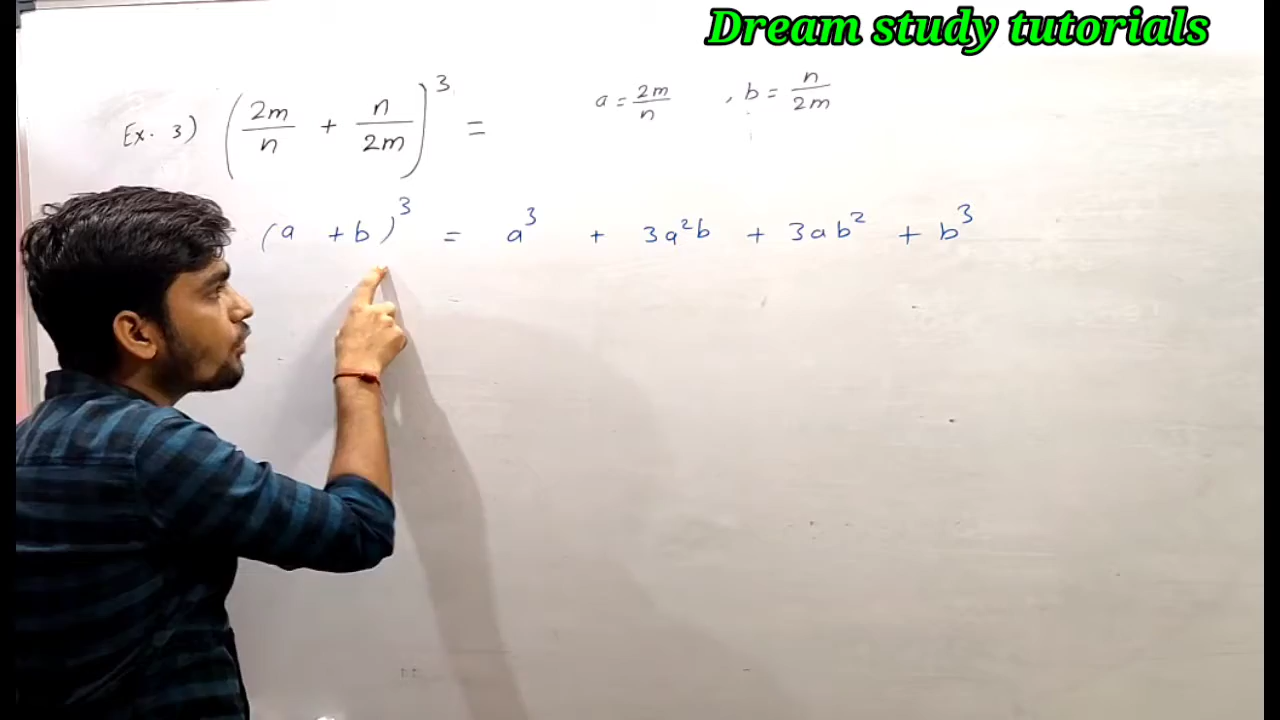 Dream study tutorials
Ex. 3) (2m/n + n/2m)³ = a = 2m/n , b = n/2m
(a + b)³ = a³ + 3a²b + 3ab² + b³